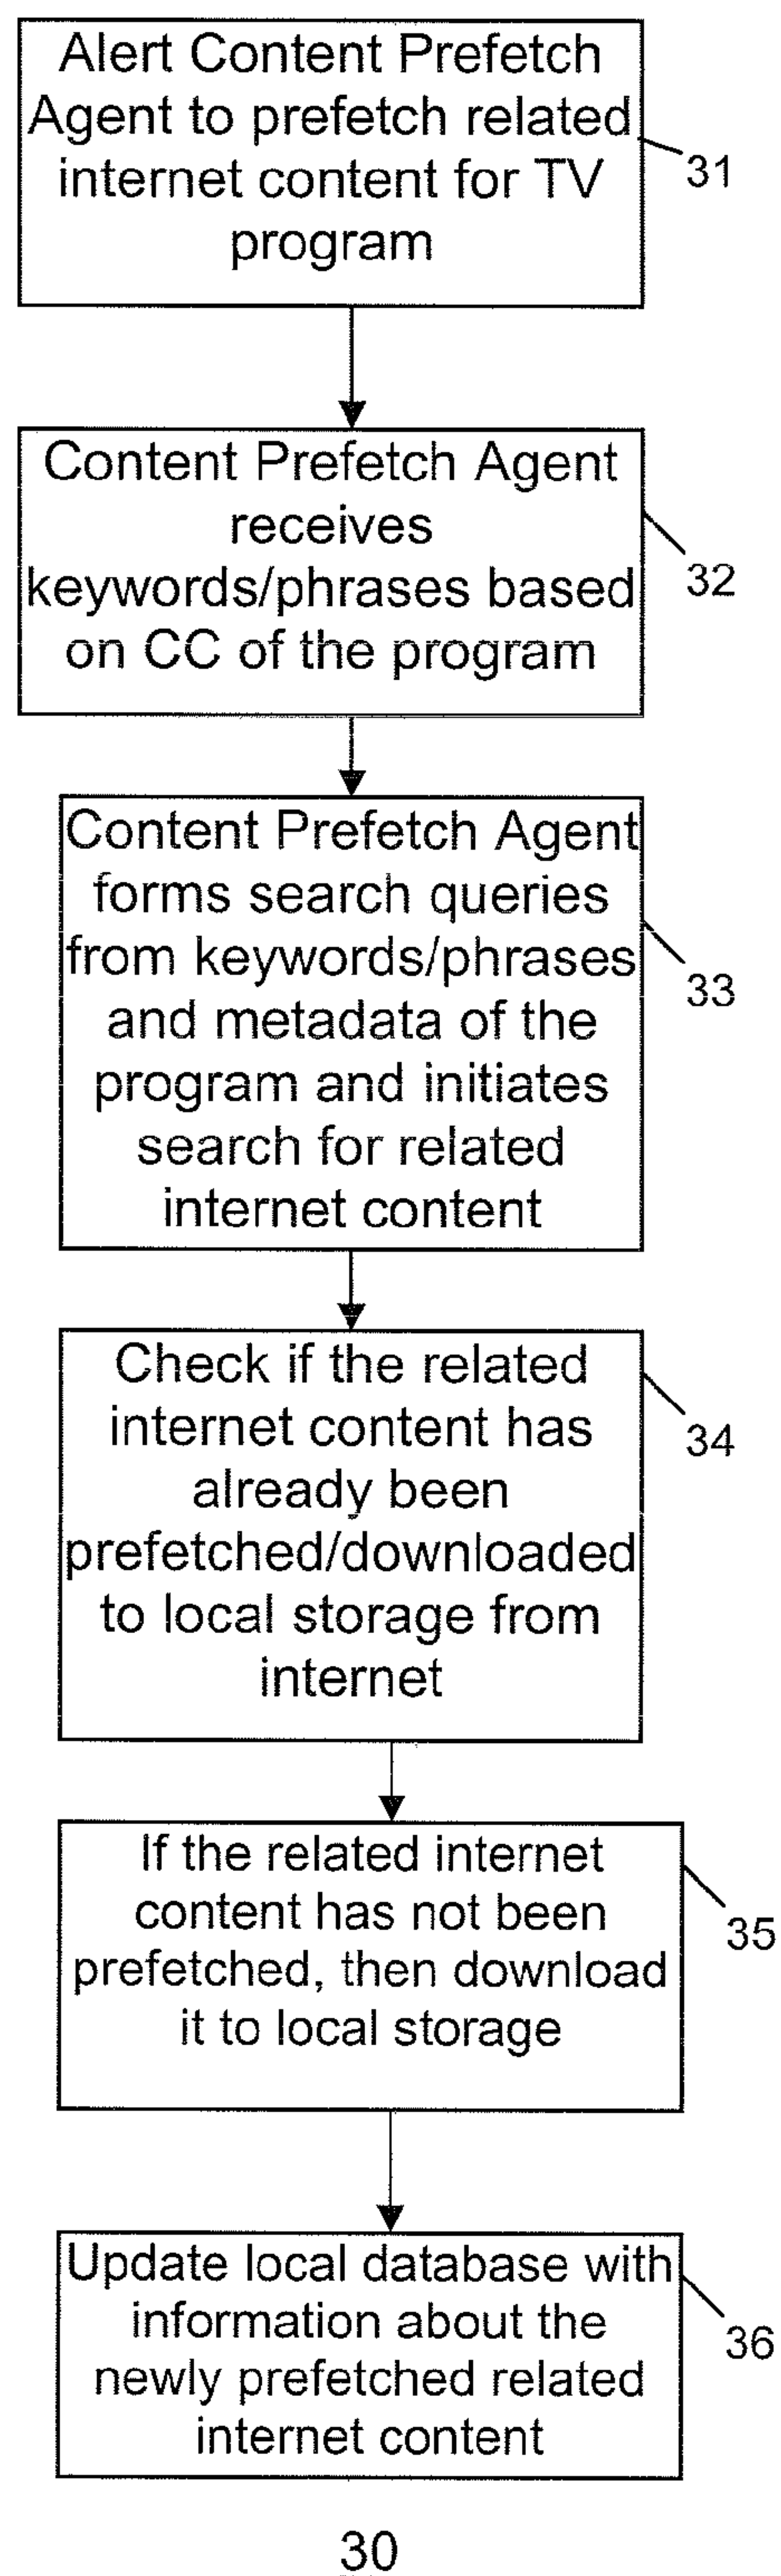 Alert Content Prefetch
Agent to prefetch related
internet content for TV
program
31
Content Prefetch Agent
receives
keywords/phrases based
on CC of the program
32
Content Prefetch Agent
forms search queries
from keywords/phrases
and metadata of the
program and initiates
search for related
internet content
33
Check if the related
internet content has
already been
prefetched/downloaded
to local storage from
internet
34
If the related internet
content has not been
prefetched, then download
it to local storage
35
Update local database with
information about the
newly prefetched related
internet content
36
30